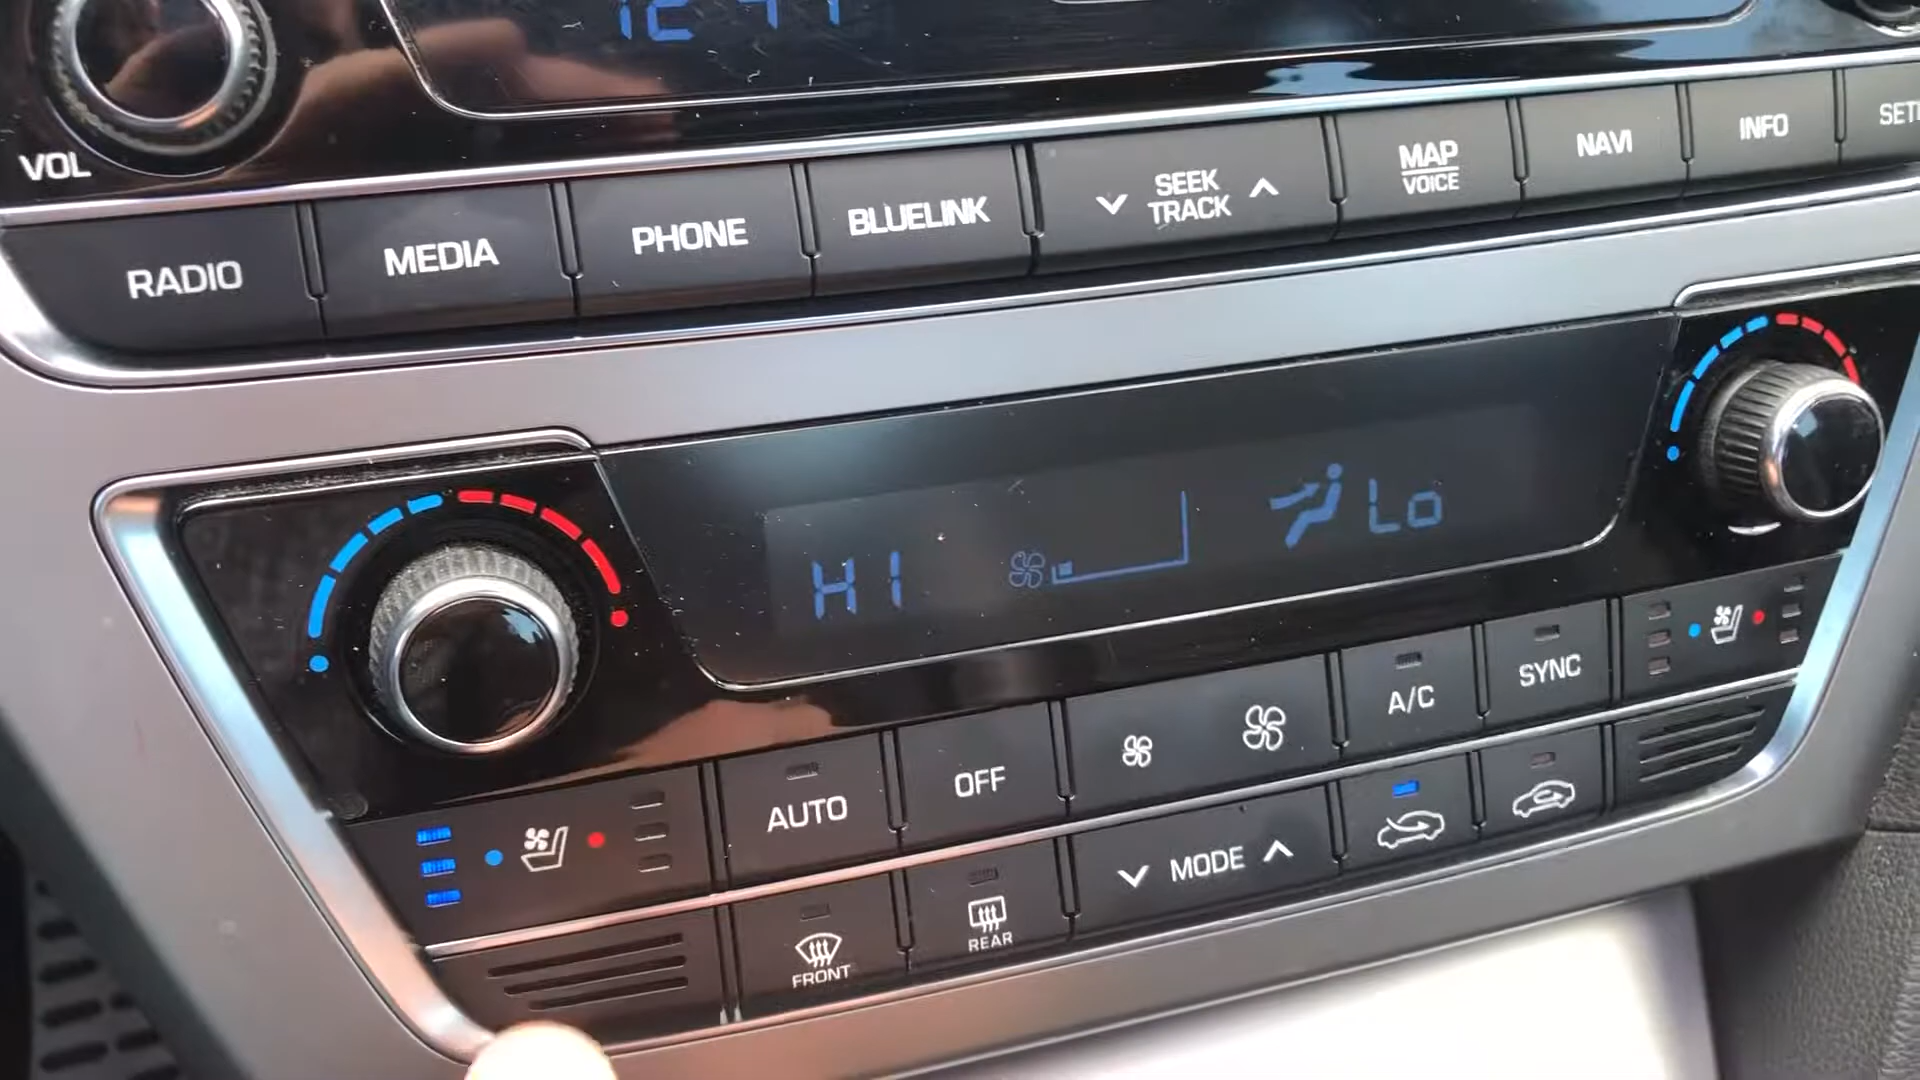 VOL
RADIO
MEDIA
PHONE
BLUELINK
SEEK
TRACK
MAP
VOICE
NAVI
INFO
HI
Lo
AUTO
OFF
A/C
SYNC
MODE
FRONT
REAR